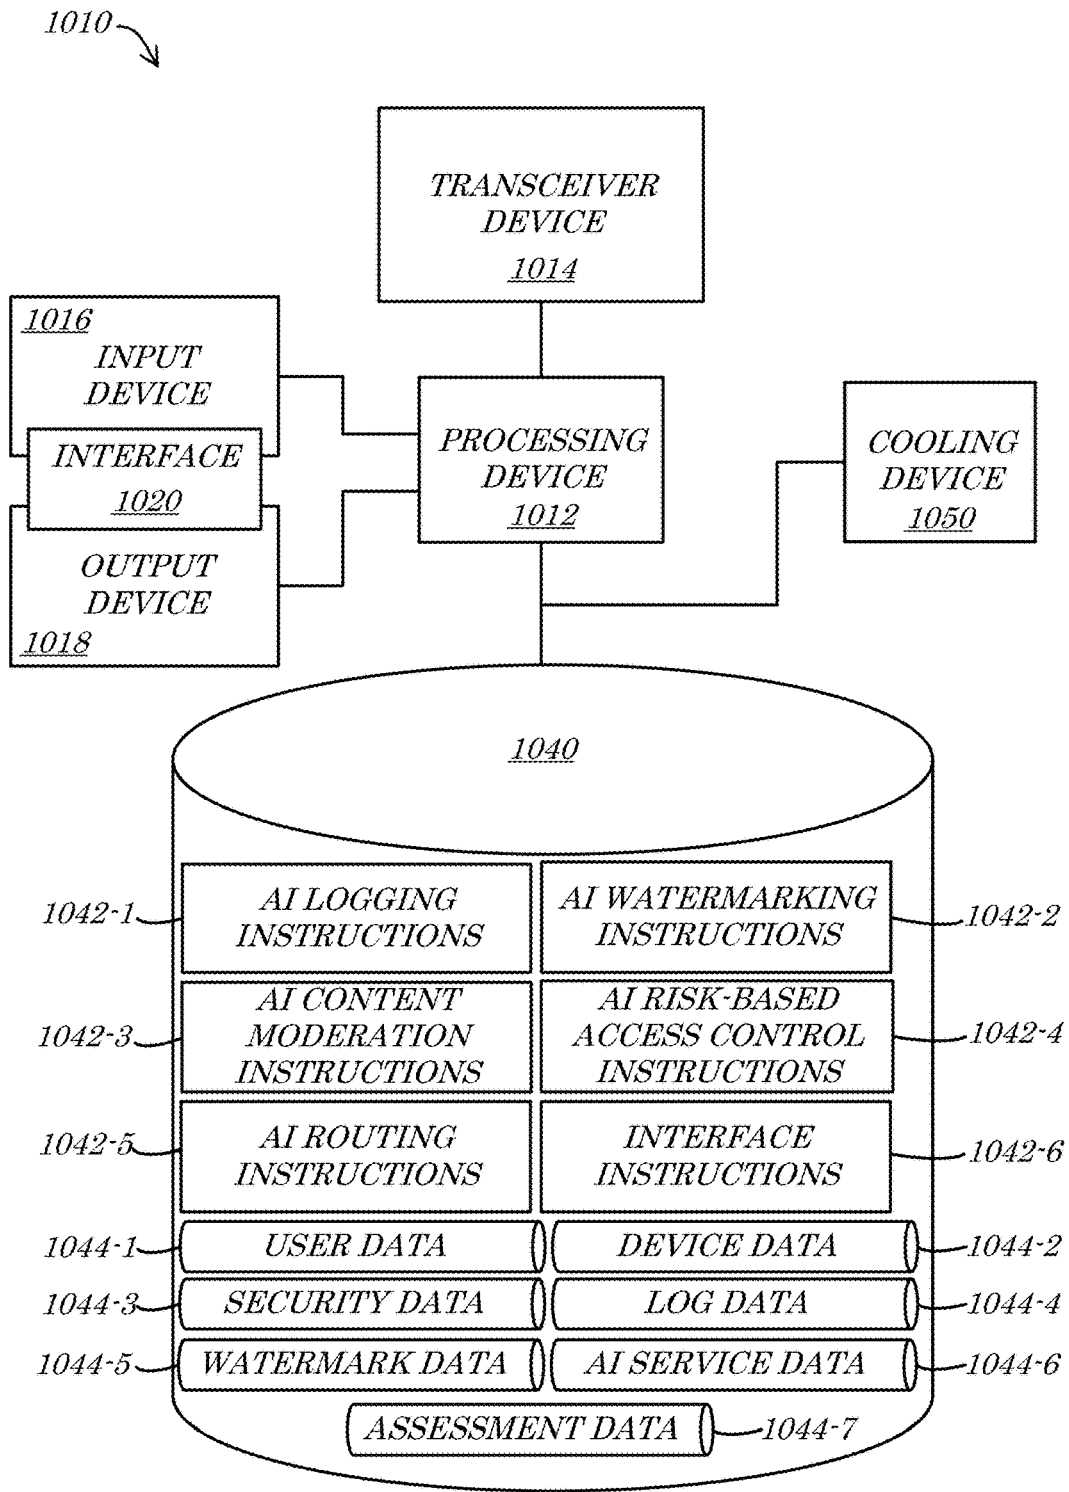 1010
TRANSCEIVER
DEVICE
1014
1016
INPUT
DEVICE
INTERFACE
1020
OUTPUT
DEVICE
1018
PROCESSING
DEVICE
1012
COOLING
DEVICE
1050
1040
1042-1
AI LOGGING
INSTRUCTIONS
AI WATERMARKING
INSTRUCTIONS
1042-2
1042-3
AI CONTENT
MODERATION
INSTRUCTIONS
AI RISK-BASED
ACCESS CONTROL
INSTRUCTIONS
1042-4
1042-5
AI ROUTING
INSTRUCTIONS
INTERFACE
INSTRUCTIONS
1042-6
1044-1
USER DATA
DEVICE DATA
1044-2
1044-3
SECURITY DATA
LOG DATA
1044-4
1044-5
WATERMARK DATA
AI SERVICE DATA
1044-6
ASSESSMENT DATA
1044-7